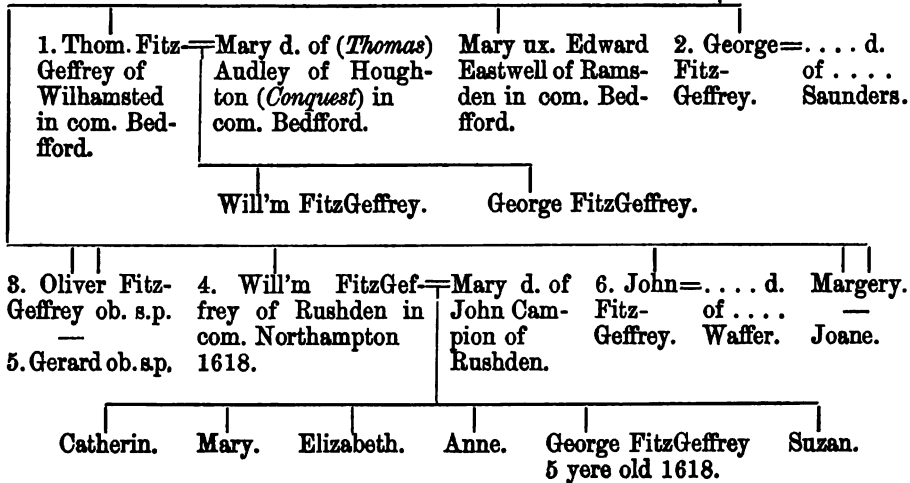 1. Thom. Fitz-
Geffrey of
Wilhamsted
in com. Bed-
fford.
Mary d. of (Thomas)
Audley of Hough-
ton (Conquest) in
com. Bedfford.
Mary ux. Edward
Eastwell of Rams-
den in com. Bed-
fford.
2. George=. . . . d.
Fitz- of . . . .
Geffrey. Saunders.
Will'm FitzGeffrey.
George FitzGeffrey.
3. Oliver Fitz-
Geffrey ob. s.p.
—
5. Gerard ob. s.p.
4. Will'm FitzGef-
frey of Rushden in
com. Northampton
1618.
Mary d. of
John Cam-
pion of
Rushden.
6. John=. . . . d.
Fitz- of . . . .
Geffrey. Waffer.
Margery.
—
Joane.
Catherin. Mary. Elizabeth. Anne. George FitzGeffrey Suzan.
5 yere old 1618.